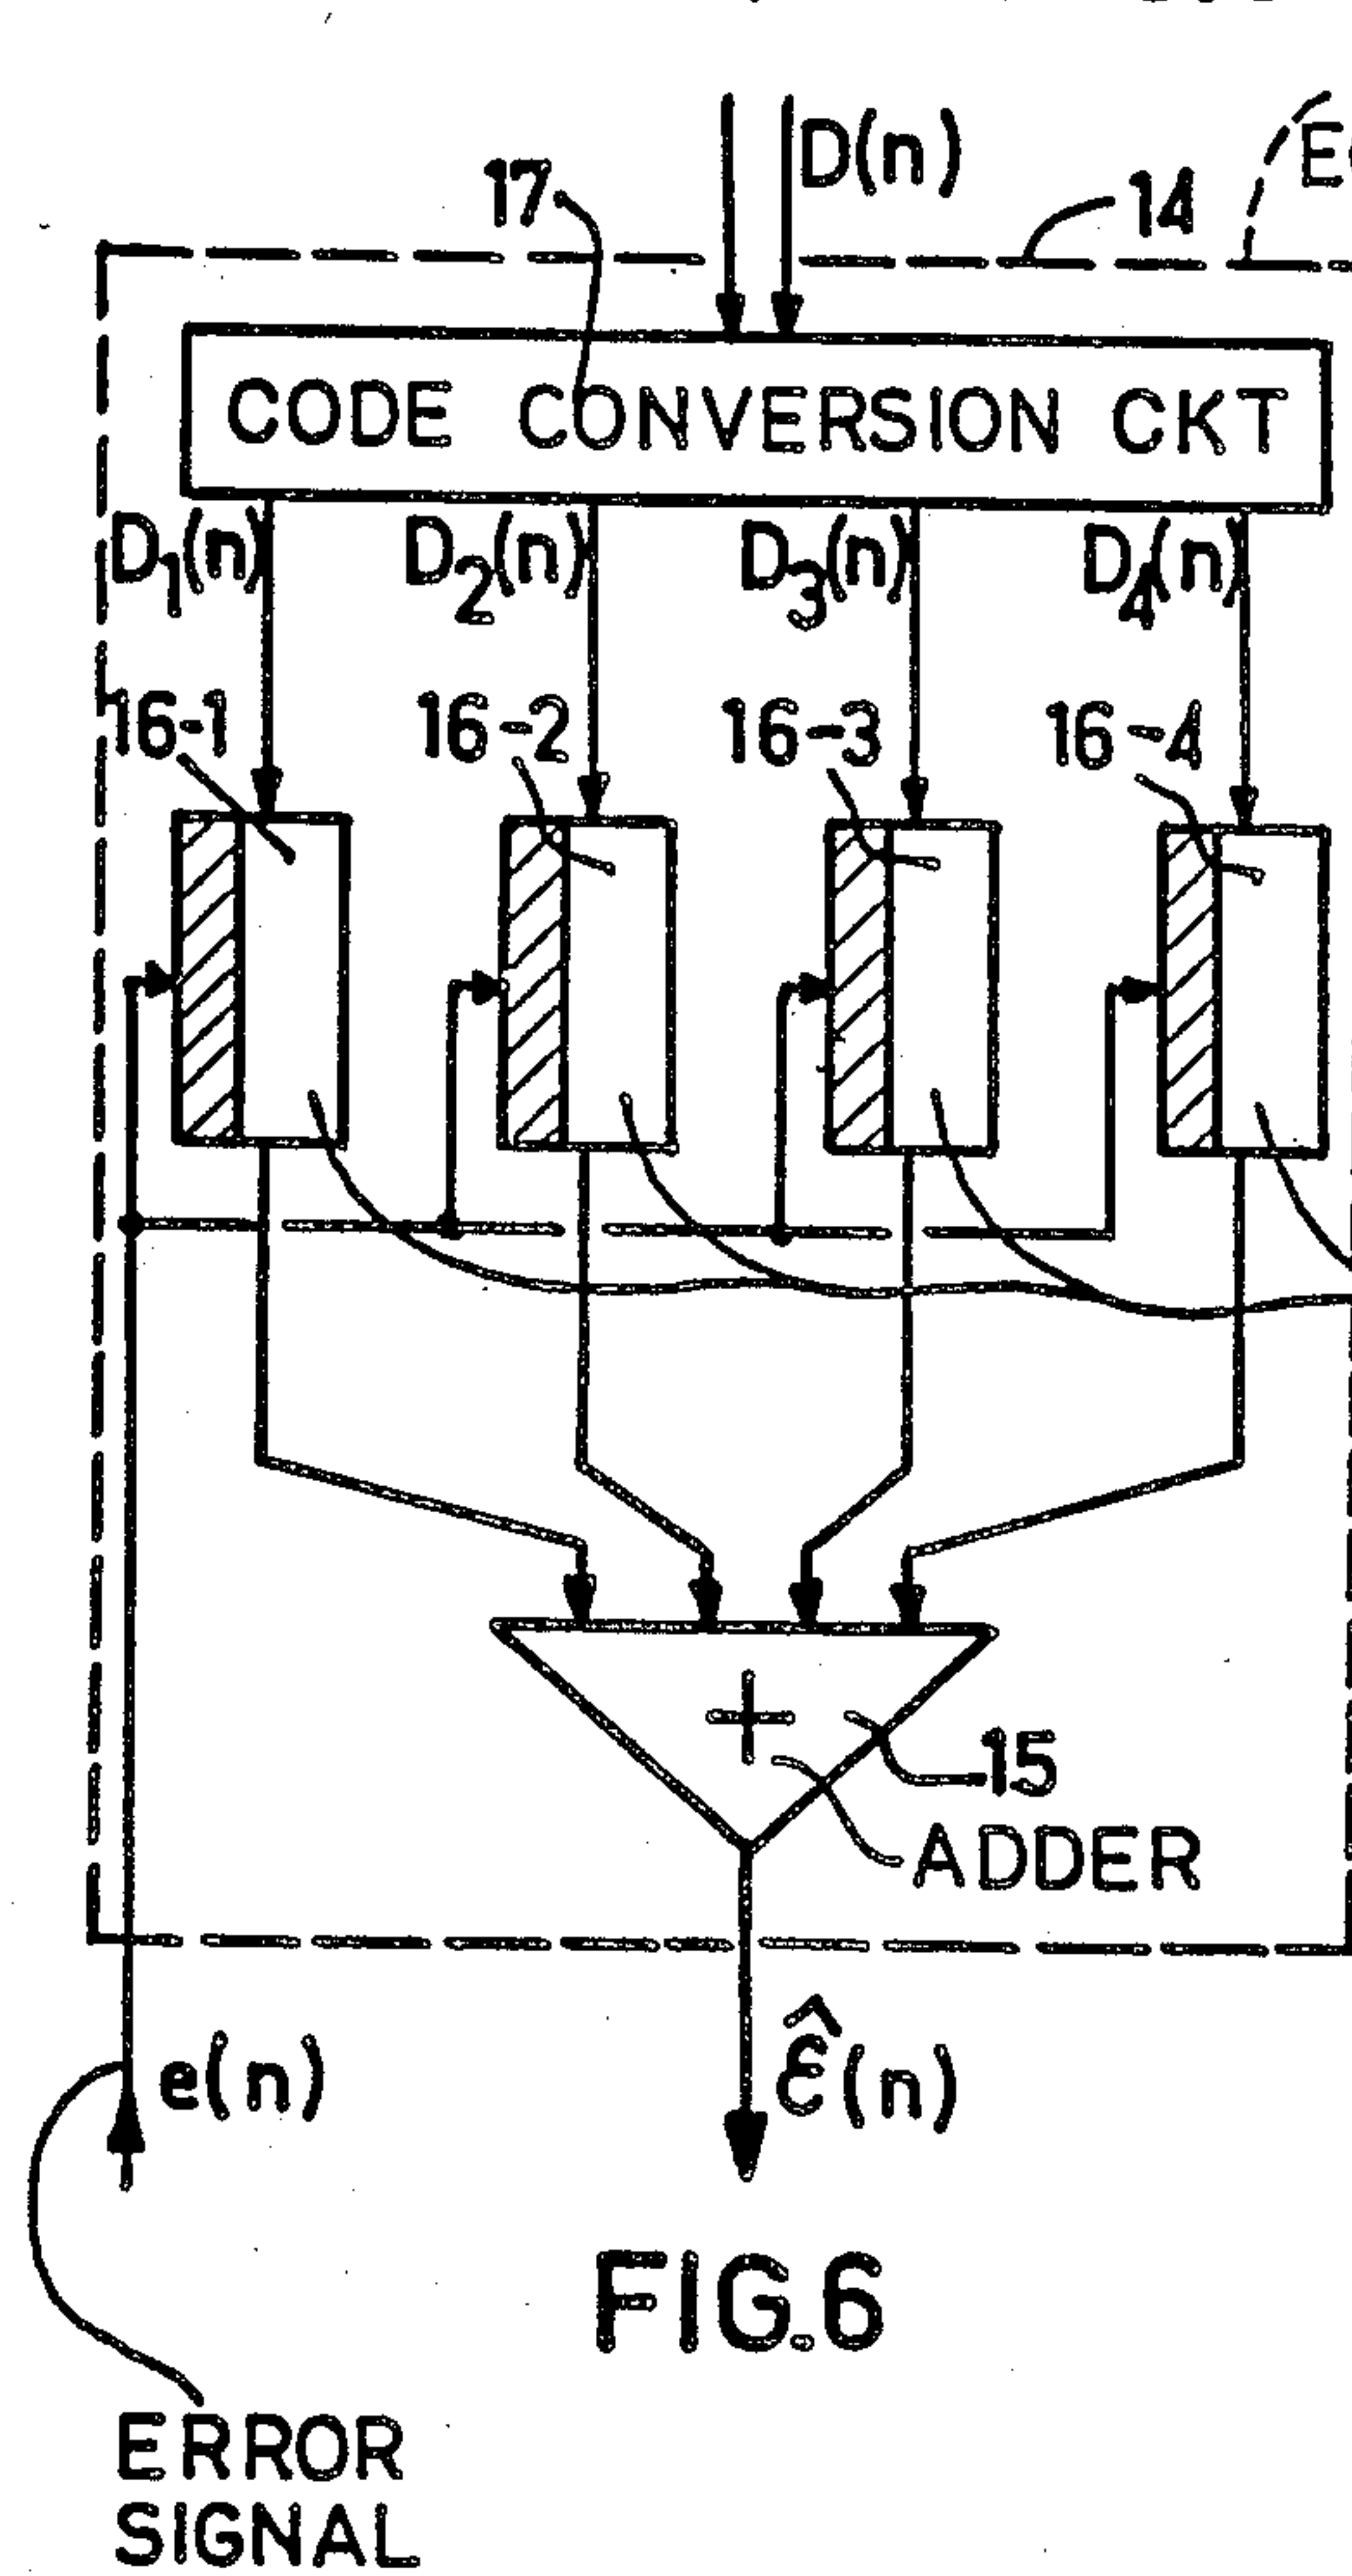 D(n)
17
14
CODE CONVERSION CKT
D₁(n) D₂(n) D₃(n) D₄(n)
16-1 16-2 16-3 16-4
+
15
ADDER
e(n)
ε̂(n)
FIG.6
ERROR
SIGNAL